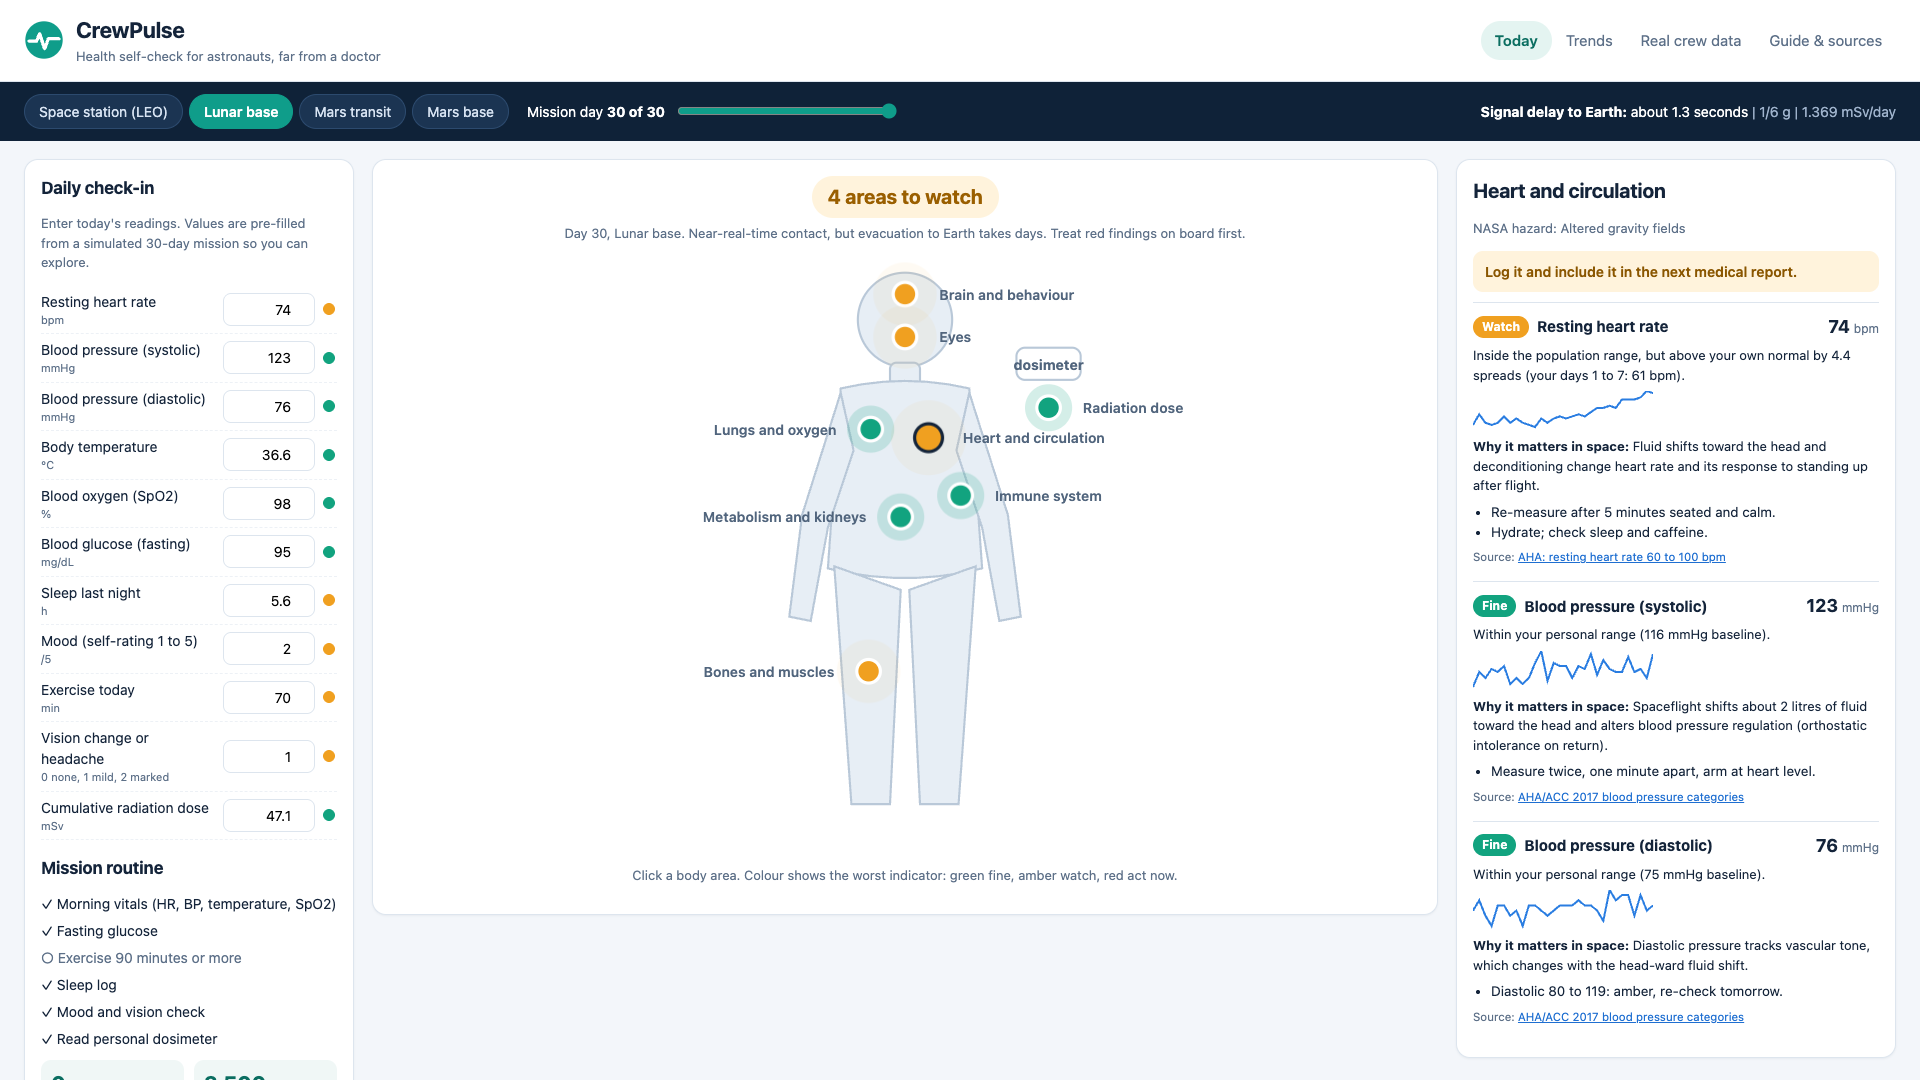 CrewPulse
Health self-check for astronauts, far from a doctor
Today
Trends
Real crew data
Guide & sources
Space station (LEO)
Lunar base
Mars transit
Mars base
Mission day 30 of 30
Signal delay to Earth: about 1.3 seconds | 1/6 g | 1.369 mSv/day
Daily check-in
Enter today's readings. Values are pre-filled
from a simulated 30-day mission so you can
explore.
Resting heart rate
bpm
74
Blood pressure (systolic)
mmHg
123
Blood pressure (diastolic)
mmHg
76
Body temperature
°C
36.6
Blood oxygen (SpO2)
%
98
Blood glucose (fasting)
mg/dL
95
Sleep last night
h
5.6
Mood (self-rating 1 to 5)
/5
2
Exercise today
min
70
Vision change or
headache
0 none, 1 mild, 2 marked
1
Cumulative radiation dose
mSv
47.1
Mission routine
✓ Morning vitals (HR, BP, temperature, SpO2)
✓ Fasting glucose
○ Exercise 90 minutes or more
✓ Sleep log
✓ Mood and vision check
✓ Read personal dosimeter
4 areas to watch
Day 30, Lunar base. Near-real-time contact, but evacuation to Earth takes days. Treat red findings on board first.
Brain and behaviour
Eyes
dosimeter
Radiation dose
Lungs and oxygen
Heart and circulation
Immune system
Metabolism and kidneys
Bones and muscles
Click a body area. Colour shows the worst indicator: green fine, amber watch, red act now.
Heart and circulation
NASA hazard: Altered gravity fields
Log it and include it in the next medical report.
Watch Resting heart rate 74 bpm
Inside the population range, but above your own normal by 4.4
spreads (your days 1 to 7: 61 bpm).
Why it matters in space: Fluid shifts toward the head and
deconditioning change heart rate and its response to standing up
after flight.
• Re-measure after 5 minutes seated and calm.
• Hydrate; check sleep and caffeine.
Source: AHA: resting heart rate 60 to 100 bpm
Fine Blood pressure (systolic) 123 mmHg
Within your personal range (116 mmHg baseline).
Why it matters in space: Spaceflight shifts about 2 litres of fluid
toward the head and alters blood pressure regulation (orthostatic
intolerance on return).
• Measure twice, one minute apart, arm at heart level.
Source: AHA/ACC 2017 blood pressure categories
Fine Blood pressure (diastolic) 76 mmHg
Within your personal range (75 mmHg baseline).
Why it matters in space: Diastolic pressure tracks vascular tone,
which changes with the head-ward fluid shift.
• Diastolic 80 to 119: amber, re-check tomorrow.
Source: AHA/ACC 2017 blood pressure categories